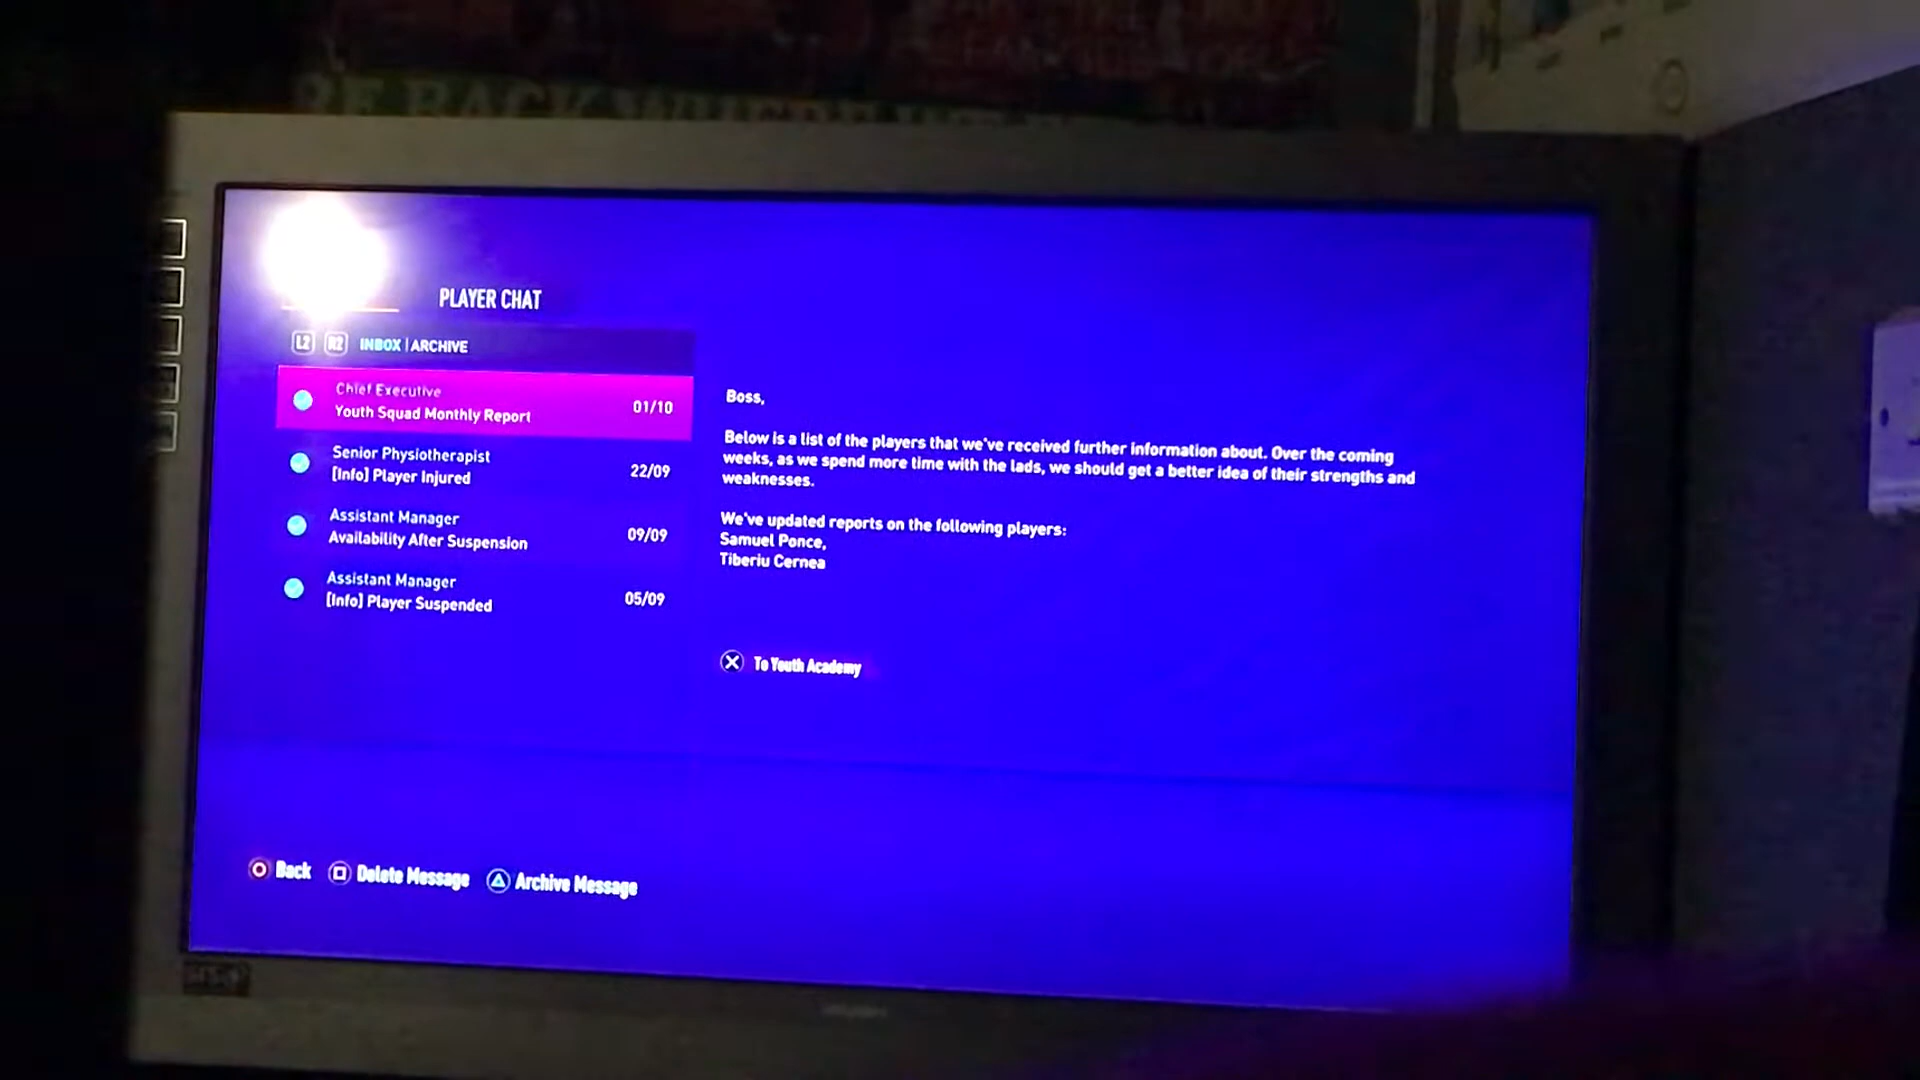 PLAYER CHAT
L2 R2 INBOX | ARCHIVE
Chief Executive
Youth Squad Monthly Report
01/10
Senior Physiotherapist
[Info] Player Injured
22/09
Assistant Manager
Availability After Suspension
09/09
Assistant Manager
[Info] Player Suspended
05/09
Boss,
Below is a list of the players that we've received further information about. Over the coming
weeks, as we spend more time with the lads, we should get a better idea of their strengths and
weaknesses.
We've updated reports on the following players:
Samuel Ponce,
Tiberiu Cernea
To Youth Academy
Back
Delete Message
Archive Message